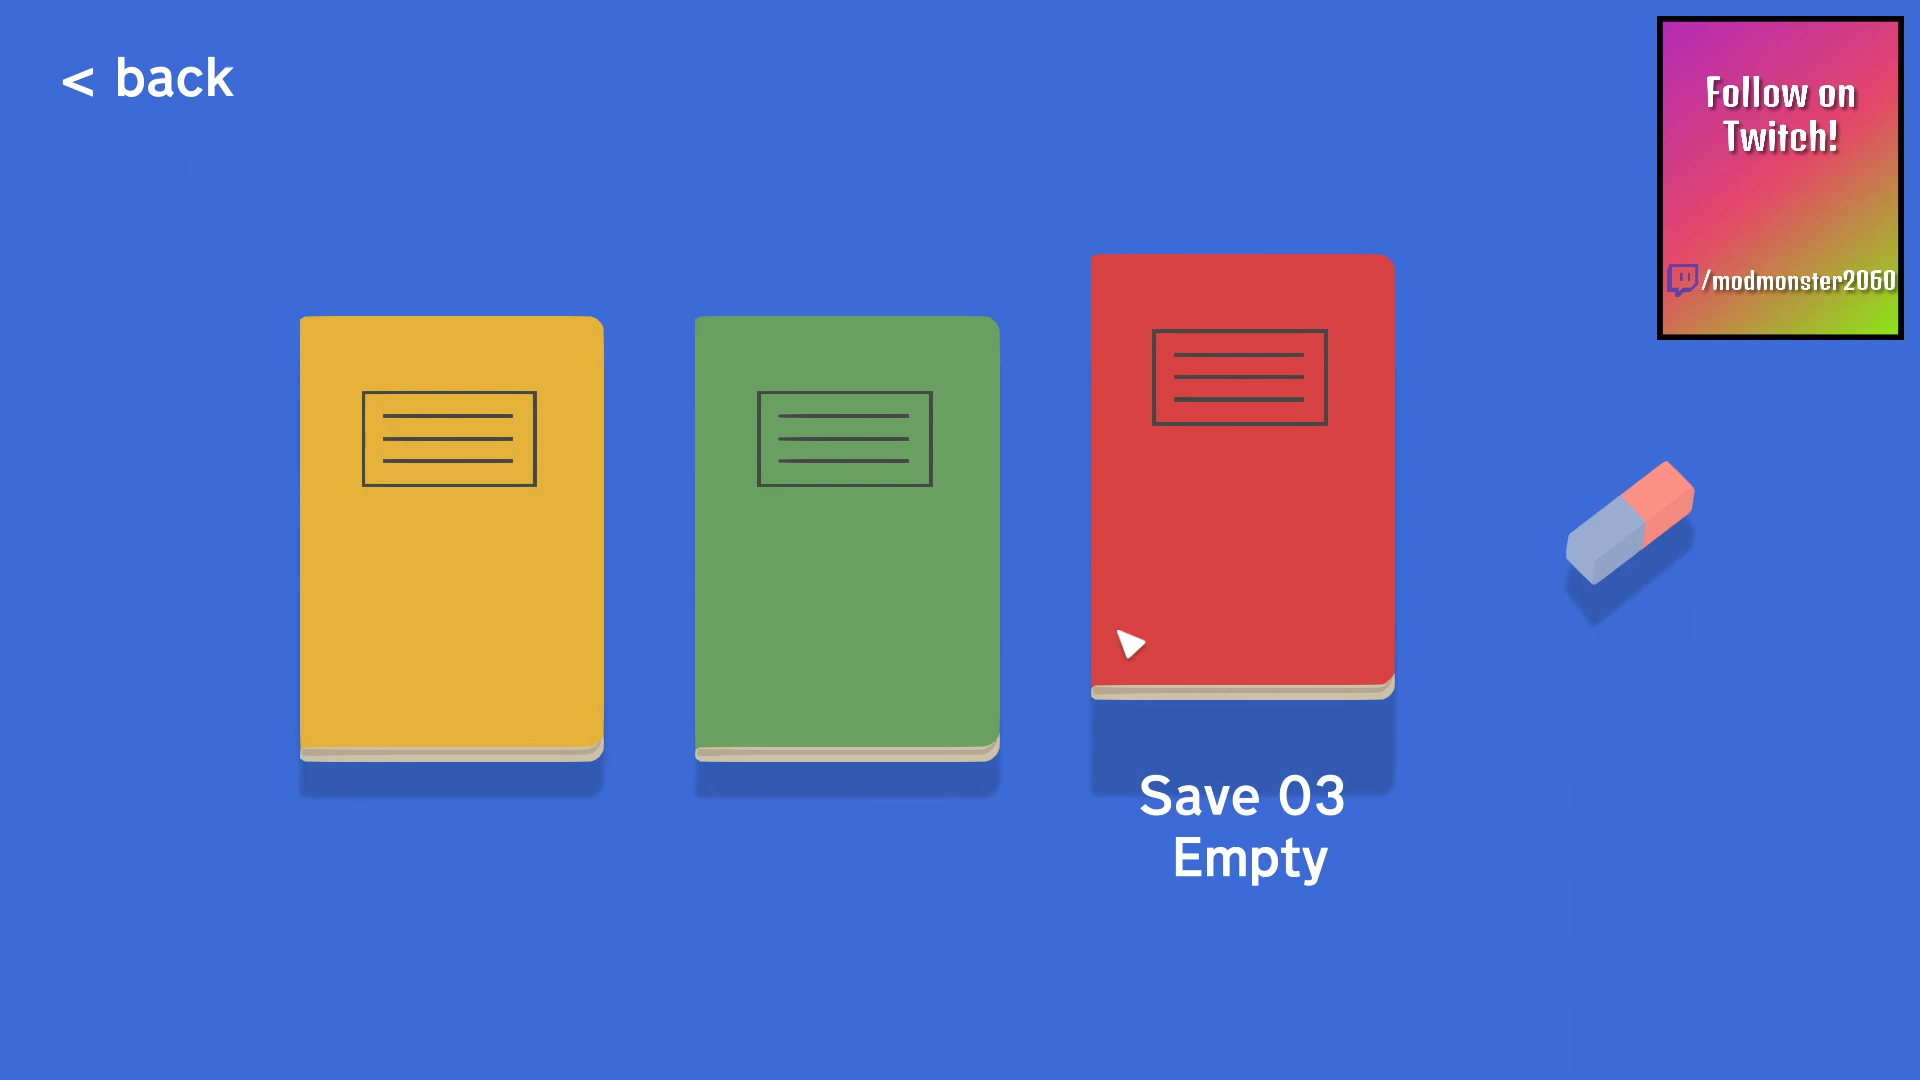 < back
Follow on
Twitch!
/modmonster2060
Save 03
Empty